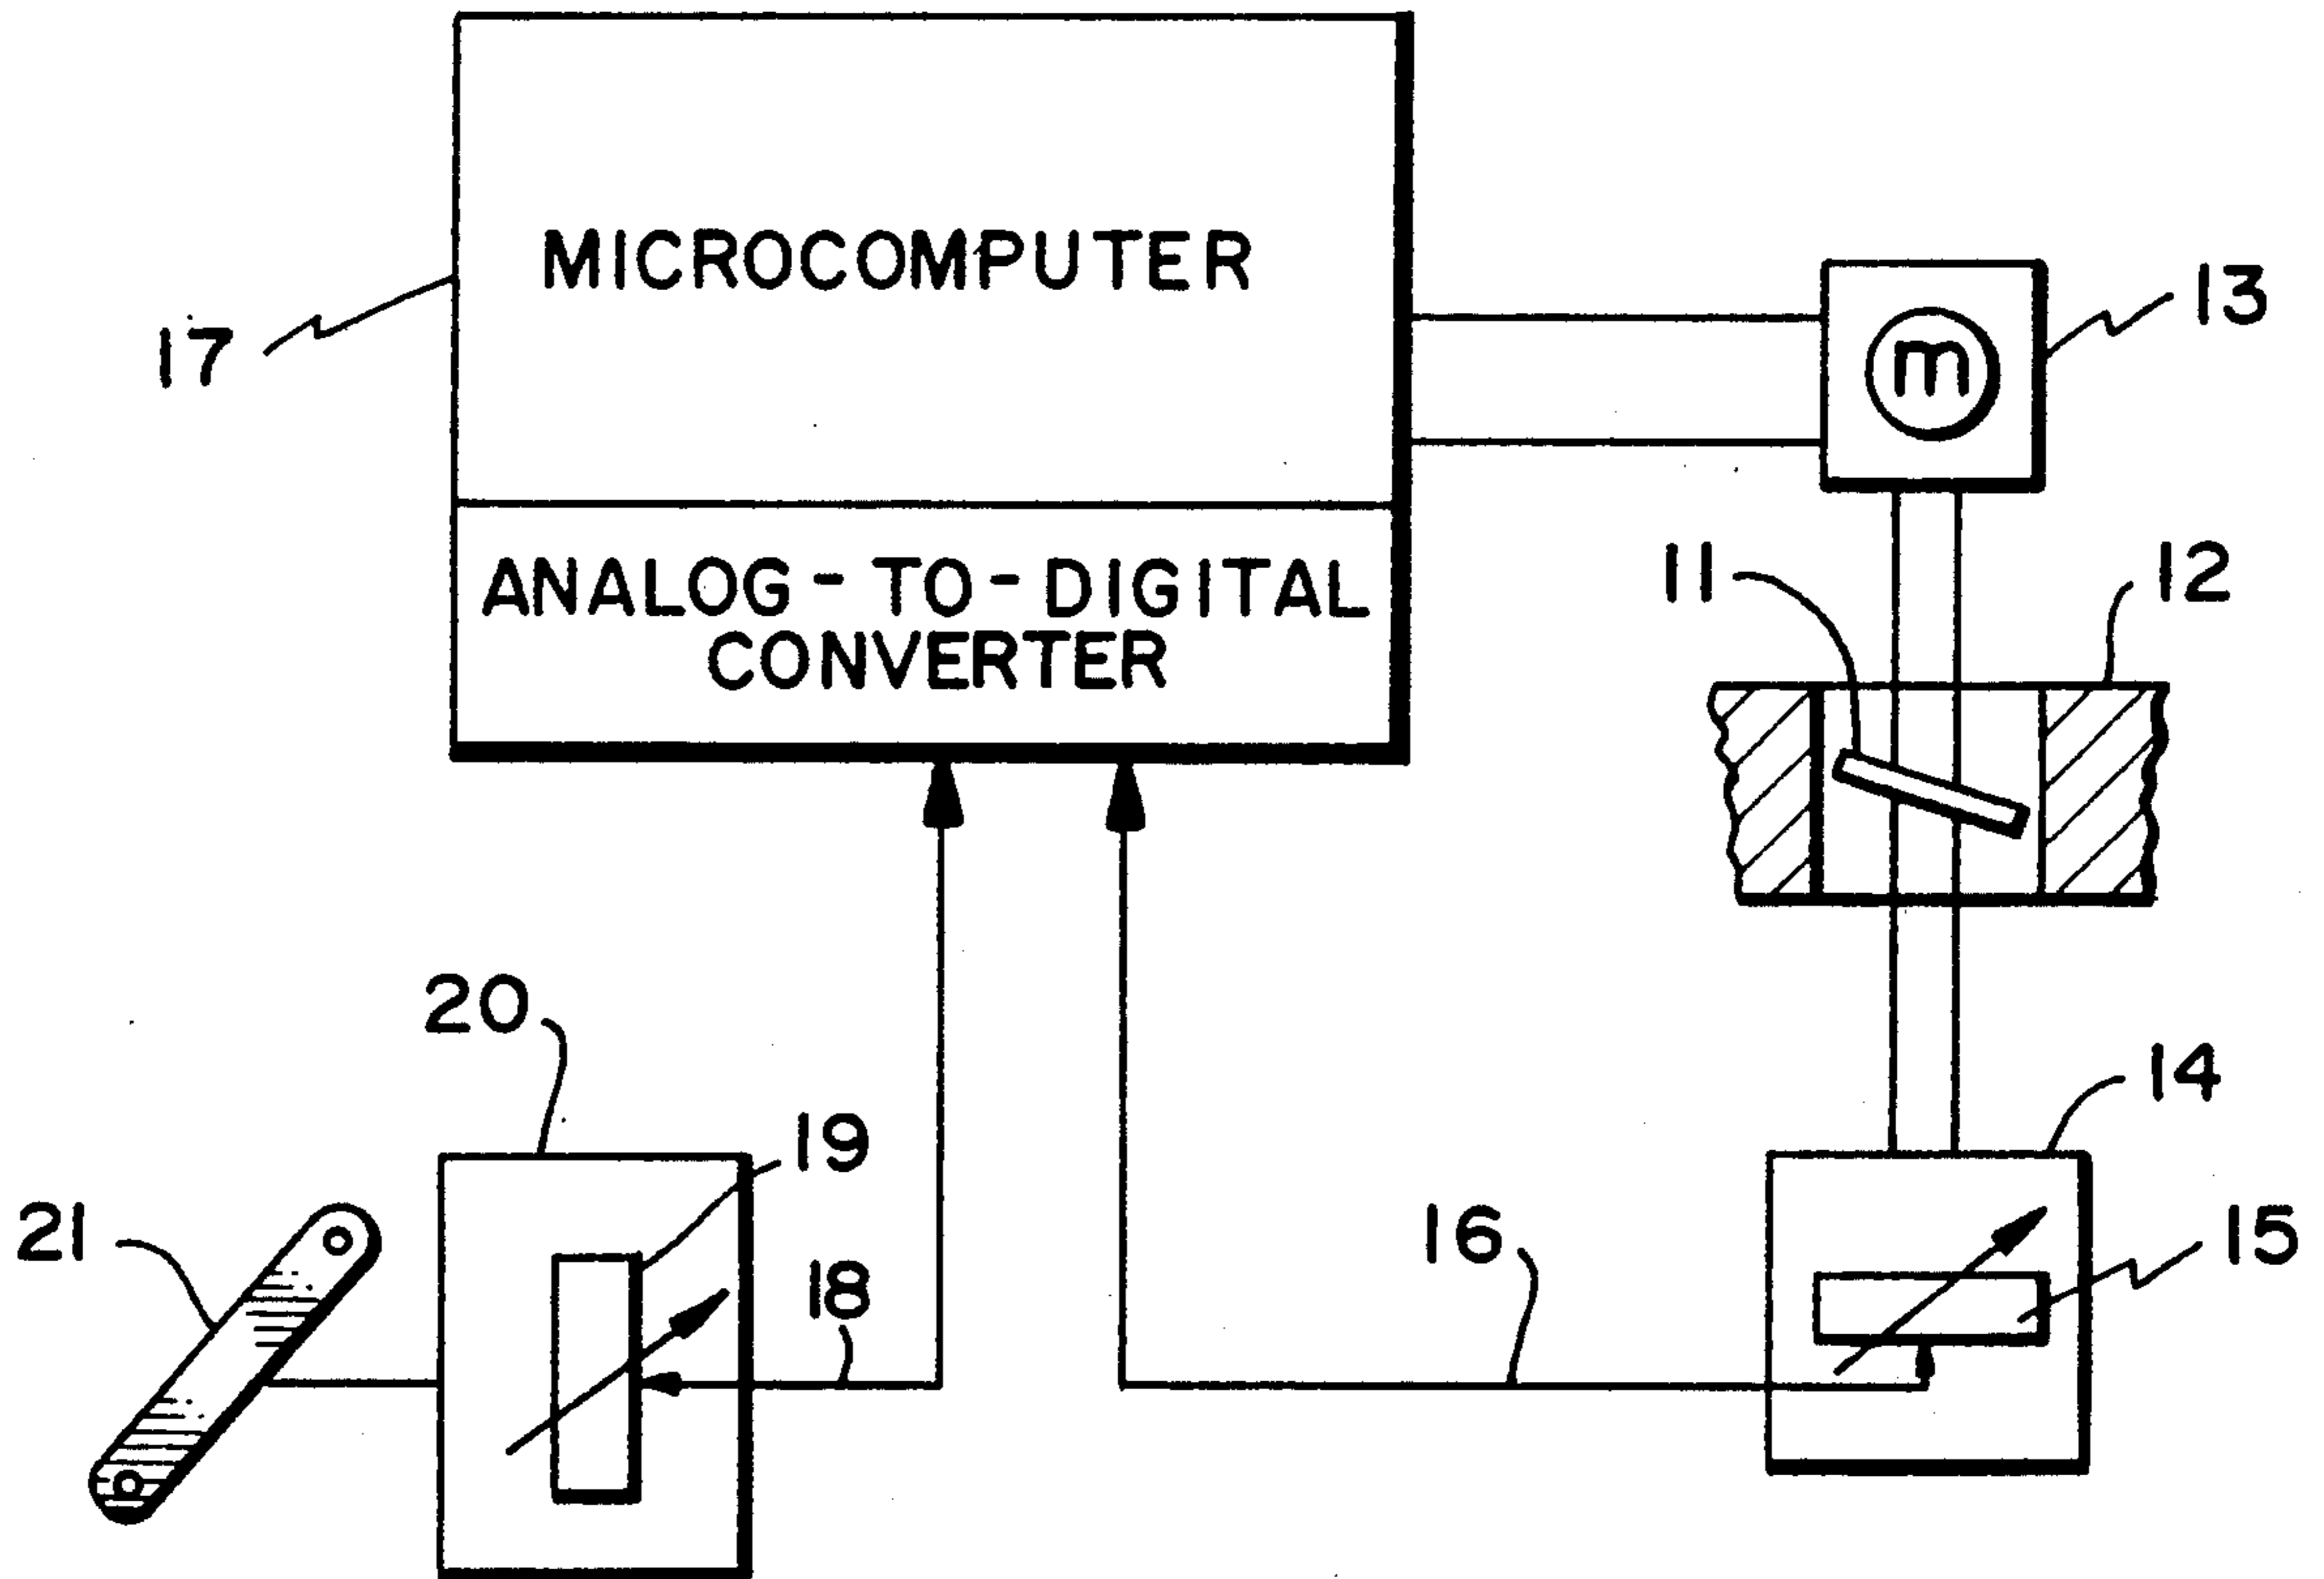 MICROCOMPUTER
17
13
m
ANALOG-TO-DIGITAL
CONVERTER
11
12
20
14
19
21
18
16
15